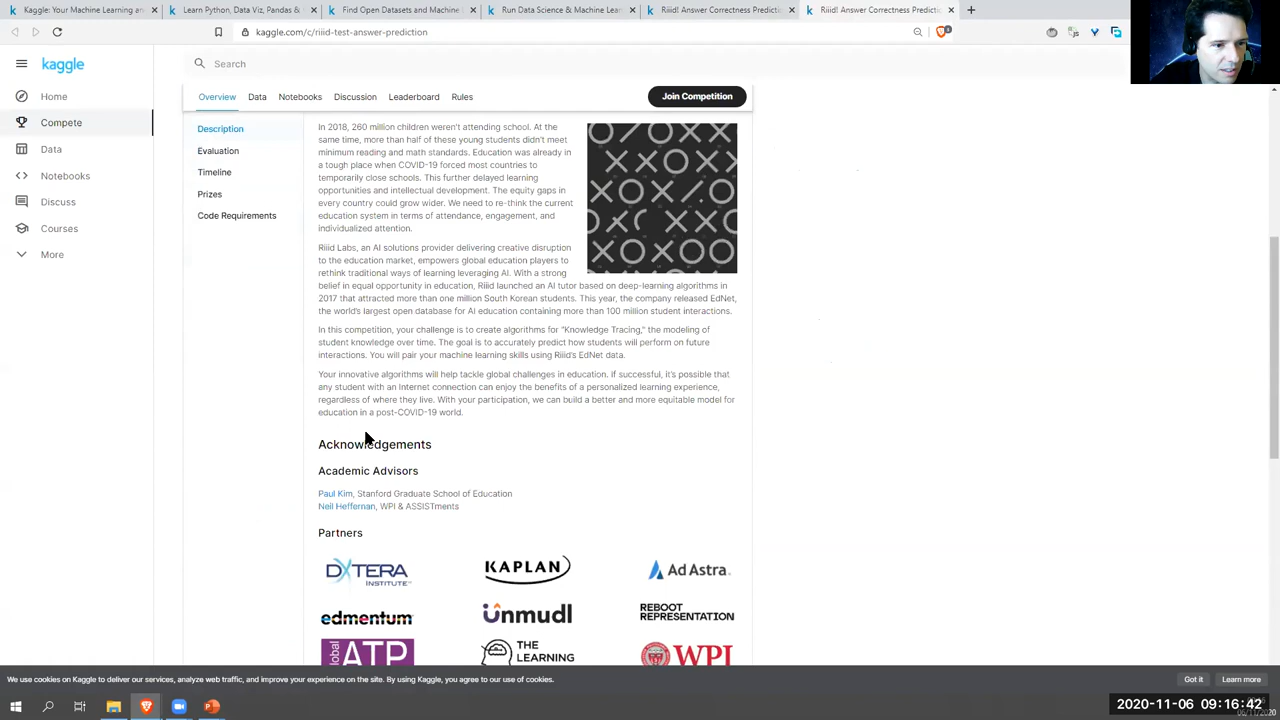 Kaggle: Your Machine Learning and
Learn Python, Data Viz, Pandas &
Find Open Datasets and Machine
Run Data Science & Machine Lear
Riiid! Answer Correctness Predictio
Riiid! Answer Correctness Predictio
kaggle.com/c/riiid-test-answer-prediction
kaggle
Search
Home
Compete
Data
Notebooks
Discuss
Courses
More
Overview Data Notebooks Discussion Leaderboard Rules
Join Competition
Description
Evaluation
Timeline
Prizes
Code Requirements
In 2018, 260 million children weren't attending school. At the
same time, more than half of these young students didn't meet
minimum reading and math standards. Education was already in
a tough place when COVID-19 forced most countries to
temporarily close schools. This further delayed learning
opportunities and intellectual development. The equity gaps in
every country could grow wider. We need to re-think the current
education system in terms of attendance, engagement, and
individualized attention.
Riiid Labs, an AI solutions provider delivering creative disruption
to the education market, empowers global education players to
rethink traditional ways of learning leveraging AI. With a strong
belief in equal opportunity in education, Riiid launched an AI tutor based on deep-learning algorithms in
2017 that attracted more than one million South Korean students. This year, the company released EdNet,
the world's largest open database for AI education containing more than 100 million student interactions.
In this competition, your challenge is to create algorithms for "Knowledge Tracing," the modeling of
student knowledge over time. The goal is to accurately predict how students will perform on future
interactions. You will pair your machine learning skills using Riiid's EdNet data.
Your innovative algorithms will help tackle global challenges in education. If successful, it's possible that
any student with an Internet connection can enjoy the benefits of a personalized learning experience,
regardless of where they live. With your participation, we can build a better and more equitable model for
education in a post-COVID-19 world.
Acknowledgements
Academic Advisors
Paul Kim, Stanford Graduate School of Education
Neil Heffernan, WPI & ASSISTments
Partners
DXTERA INSTITUTE
KAPLAN
Ad Astra
edmentum
unmudl
REBOOT REPRESENTATION
Global ATP
THE LEARNING
WPI
We use cookies on Kaggle to deliver our services, analyze web traffic, and improve your experience on the site. By using Kaggle, you agree to our use of cookies.
Got it
Learn more
2020-11-06 09:16:42
06/11/2020